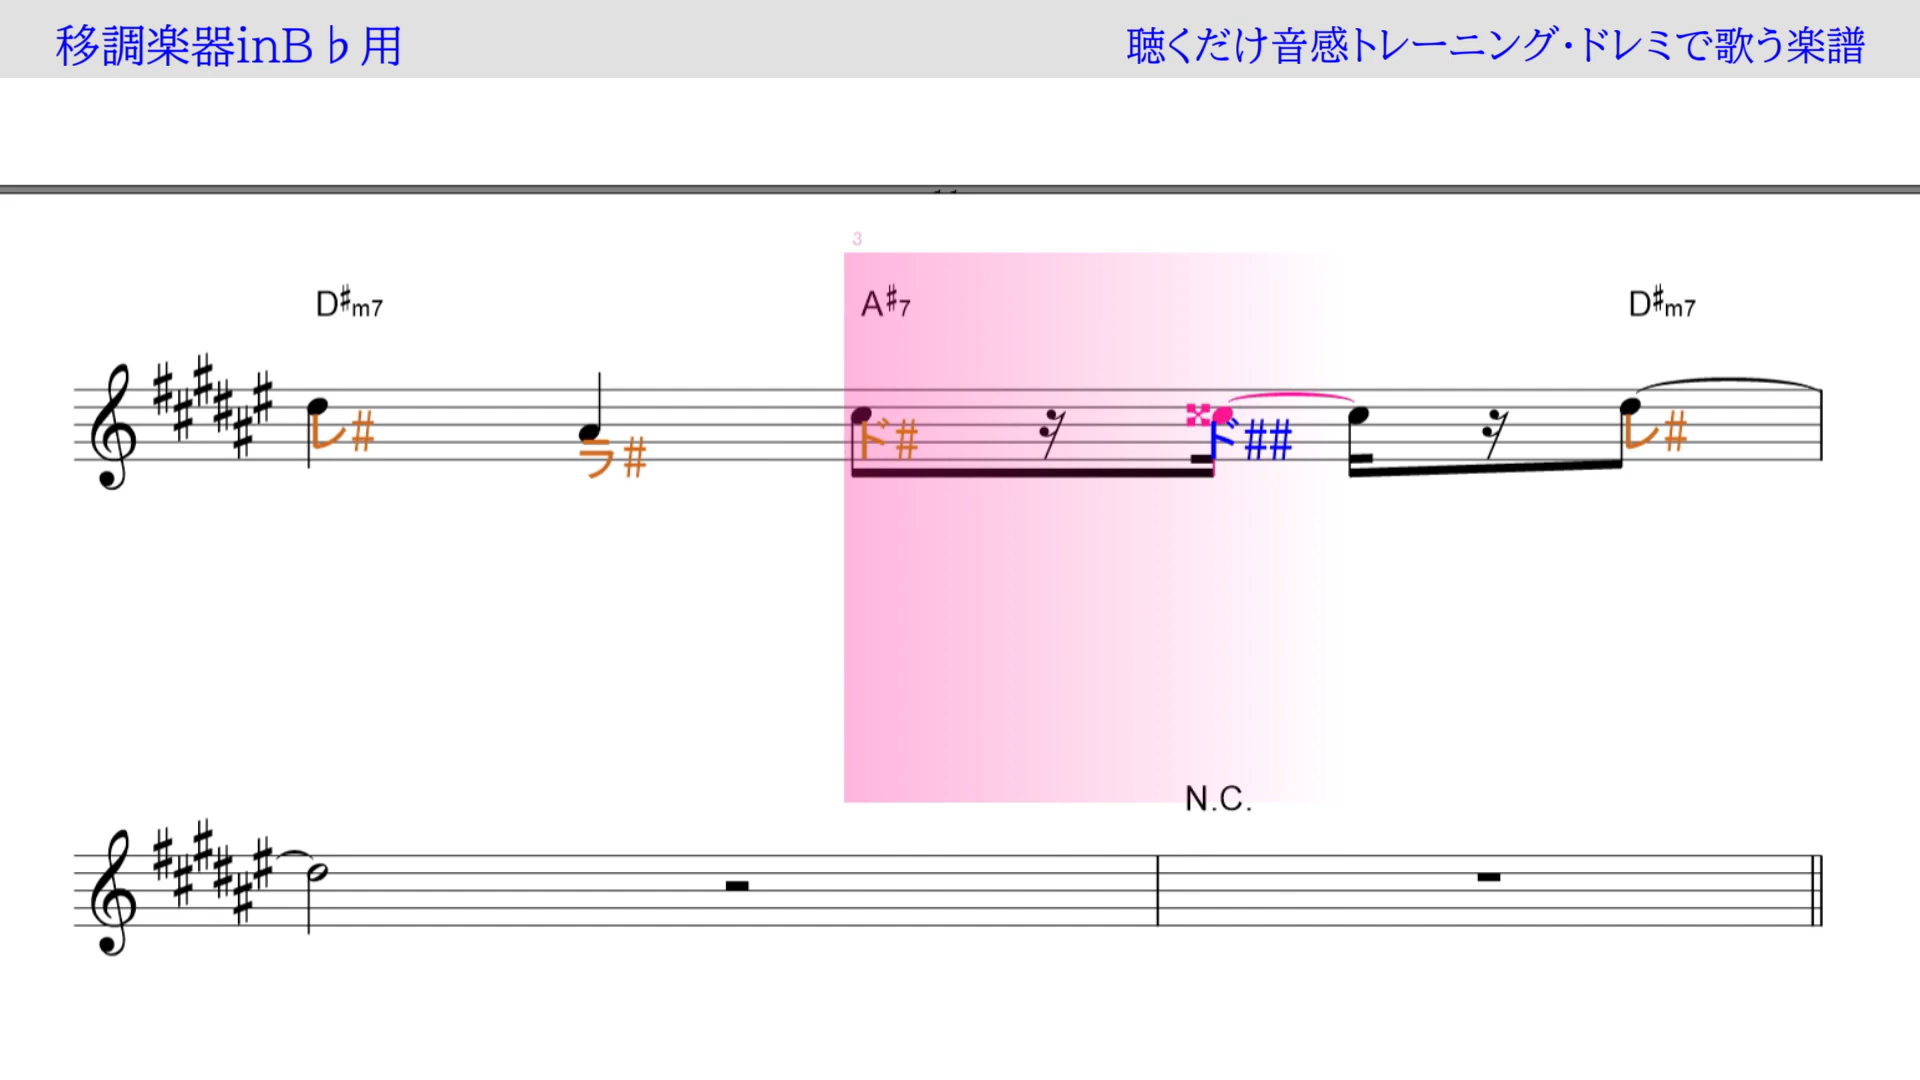 移調楽器inB♭用
聴くだけ音感トレーニング・ドレミで歌う楽譜
3
D♯m7 A♯7 D♯m7
レ# ラ# ド# ド## レ#
N.C.